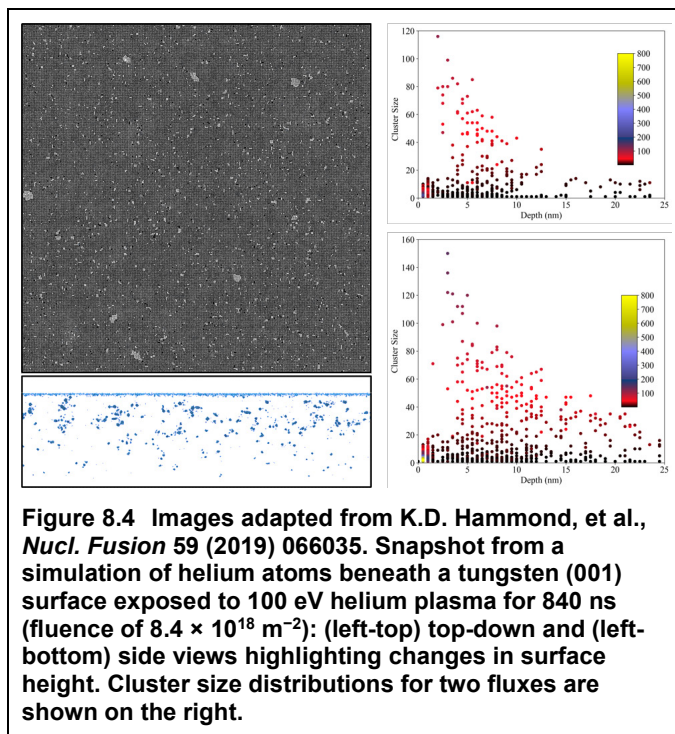 120
100
80
60
40
20
0
Cluster Size
800
700
600
500
400
300
200
100
0 5 10 15 20 25
Depth (nm)
160
140
120
100
80
60
40
20
0
Cluster Size
800
700
600
500
400
300
200
100
0 5 10 15 20 25
Depth (nm)
Figure 8.4 Images adapted from K.D. Hammond, et al.,
Nucl. Fusion 59 (2019) 066035. Snapshot from a
simulation of helium atoms beneath a tungsten (001)
surface exposed to 100 eV helium plasma for 840 ns
(fluence of 8.4 × 10¹⁸ m⁻²): (left-top) top-down and (left-
bottom) side views highlighting changes in surface
height. Cluster size distributions for two fluxes are
shown on the right.